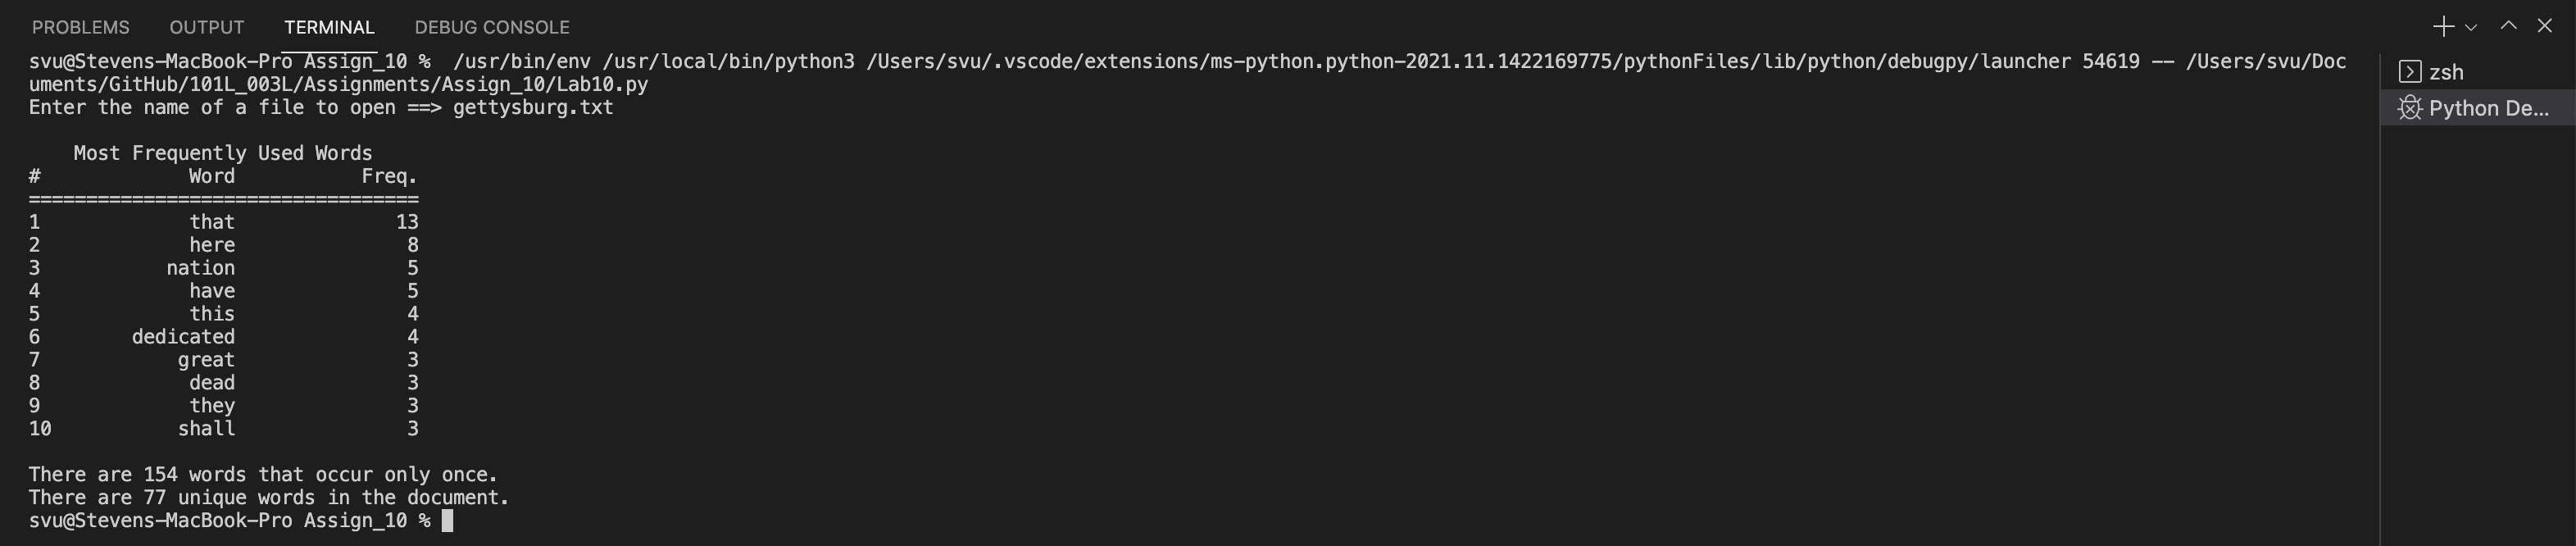 PROBLEMS OUTPUT TERMINAL DEBUG CONSOLE
svu@Stevens-MacBook-Pro Assign_10 %  /usr/bin/env /usr/local/bin/python3 /Users/svu/.vscode/extensions/ms-python.python-2021.11.1422169775/pythonFiles/lib/python/debugpy/launcher 54619 -- /Users/svu/Doc
uments/GitHub/101L_003L/Assignments/Assign_10/Lab10.py
Enter the name of a file to open ==> gettysburg.txt
Most Frequently Used Words
# Word Freq.
==================================
1 that 13
2 here 8
3 nation 5
4 have 5
5 this 4
6 dedicated 4
7 great 3
8 dead 3
9 they 3
10 shall 3
There are 154 words that occur only once.
There are 77 unique words in the document.
svu@Stevens-MacBook-Pro Assign_10 %
zsh
Python De...